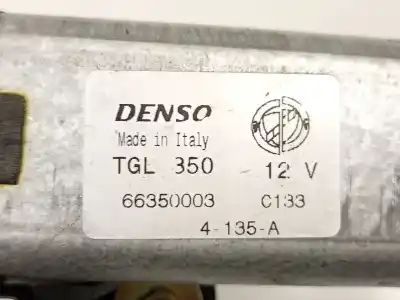 DENSO
Made in Italy
TGL 350 12 V
66350003 C133
4-135-A